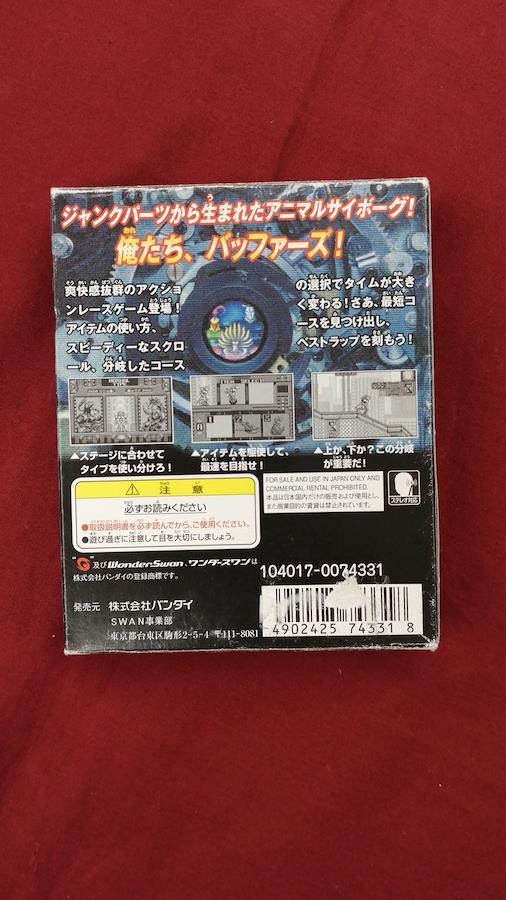 ジャンクパーツから生まれたアニマルサイボーグ!
俺たち、バッファーズ!
爽快感抜群のアクショ
ンレースゲーム登場!
アイテムの使い方、
スピーディーなスクロ
ール、分岐したコース
の選択でタイムが大き
く変わる!さあ、最短コ
ースを見つけ出し、
ベストラップを刻もう!
▲ステージに合わせて
タイプを使い分けろ!
▲アイテムを駆使して、
最速を目指せ!
▲上か、下か?この分岐
が重要だ!
注意
必ずお読みください
●取扱説明書を必ず読んでから、ご使用ください。
●遊び過ぎに注意して目を大切にしましょう。
FOR SALE AND USE IN JAPAN ONLY AND
COMMERCIAL RENTAL PROHIBITED.
本品は日本国内だけの販売および使用とし、
また商業目的の賃貸は禁止されています。
ステレオ対応
及びWonderSwan、ワンダースワンは
株式会社バンダイの登録商標です。
104017-0074331
発売元 株式会社バンダイ
SWAN事業部
東京都台東区駒形2-5-4 〒111-8081
4902425 74331 8